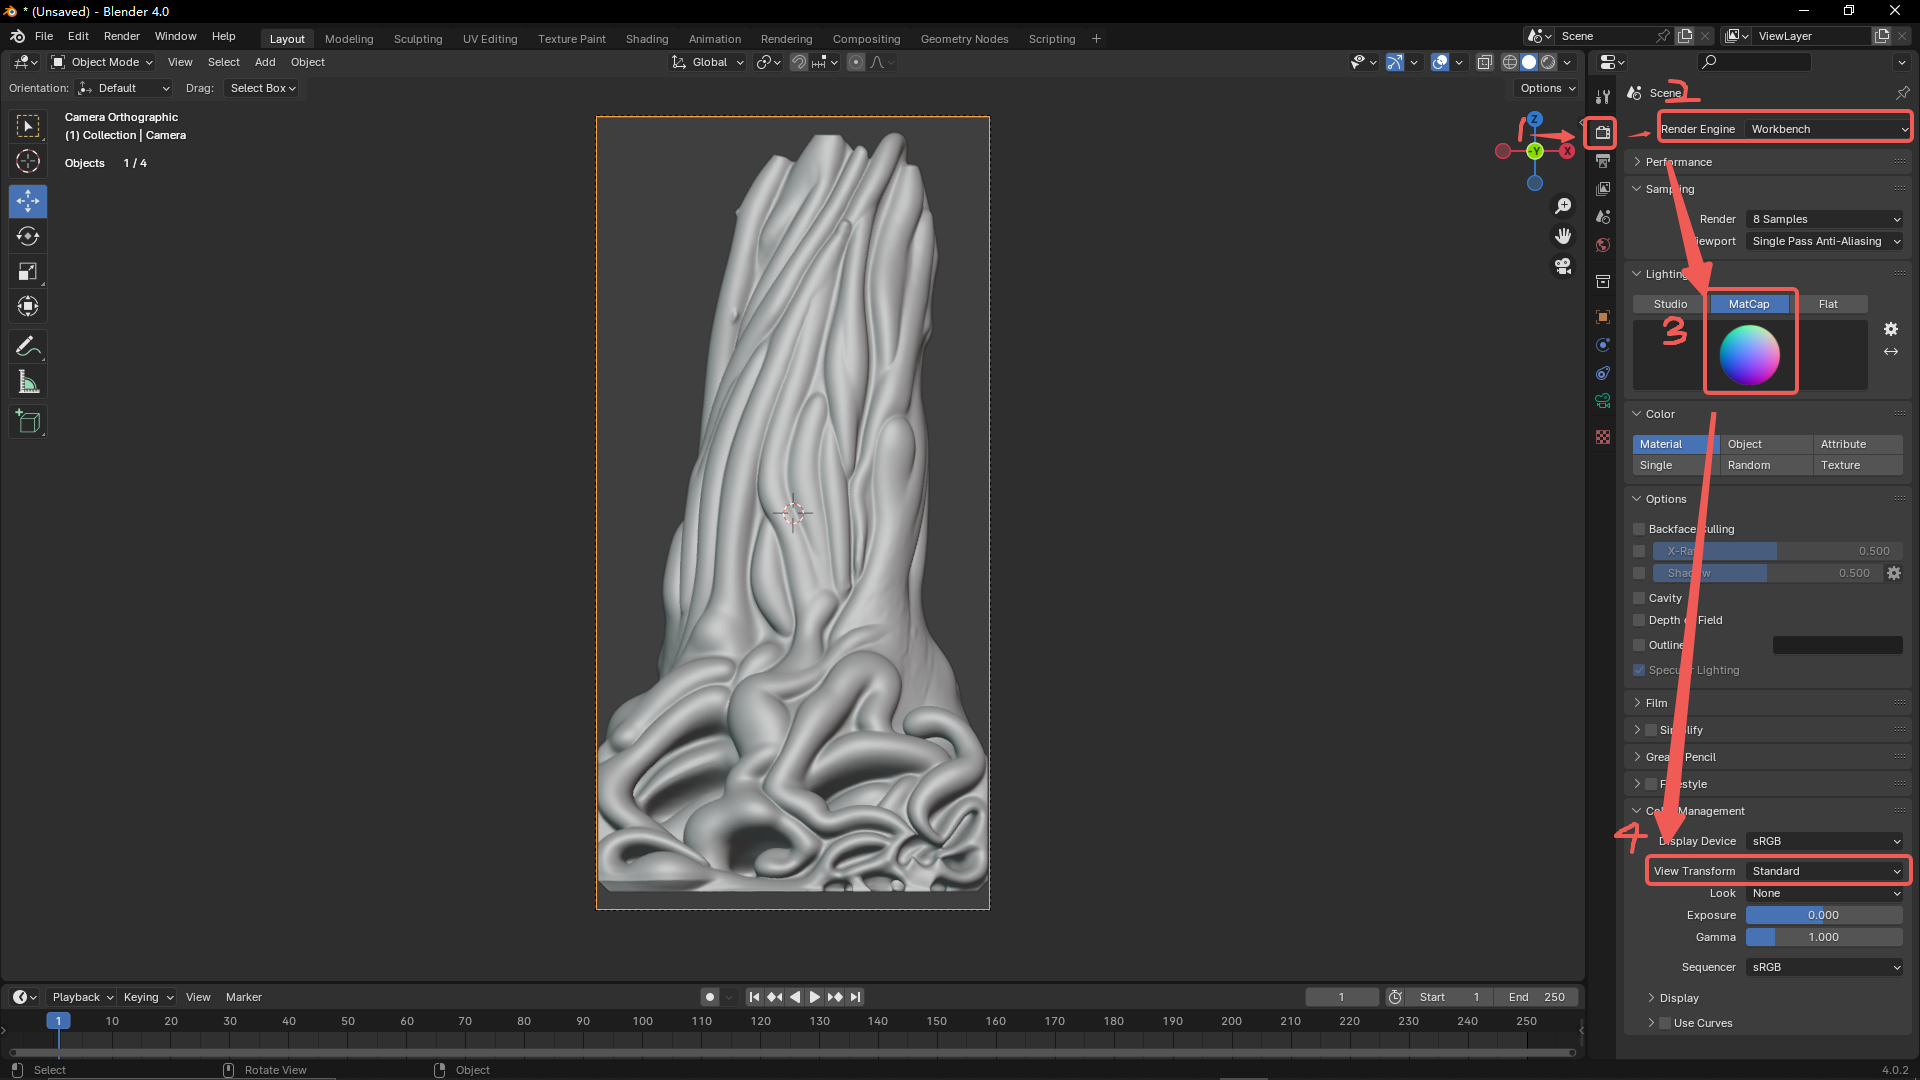 * (Unsaved) - Blender 4.0
File Edit Render Window Help Layout Modeling Sculpting UV Editing Texture Paint Shading Animation Rendering Compositing Geometry Nodes Scripting + Scene ViewLayer
Object Mode View Select Add Object Global
Orientation: Default Drag: Select Box Options
Camera Orthographic
(1) Collection | Camera
Objects 1 / 4
Z
-Y
X
1
2
3
4
Scene
Render Engine Workbench
Performance
Sampling
Render 8 Samples
Viewport Single Pass Anti-Aliasing
Lighting
Studio MatCap Flat
Color
Material Object Attribute
Single Random Texture
Options
Backface Culling
X-Ray 0.500
Shadow 0.500
Cavity
Depth of Field
Outline
Specular Lighting
Film
Simplify
Grease Pencil
Freestyle
Color Management
Display Device sRGB
View Transform Standard
Look None
Exposure 0.000
Gamma 1.000
Sequencer sRGB
Display
Use Curves
Playback Keying View Marker 1 Start 1 End 250
1 10 20 30 40 50 60 70 80 90 100 110 120 130 140 150 160 170 180 190 200 210 220 230 240 250
Select Rotate View Object 4.0.2